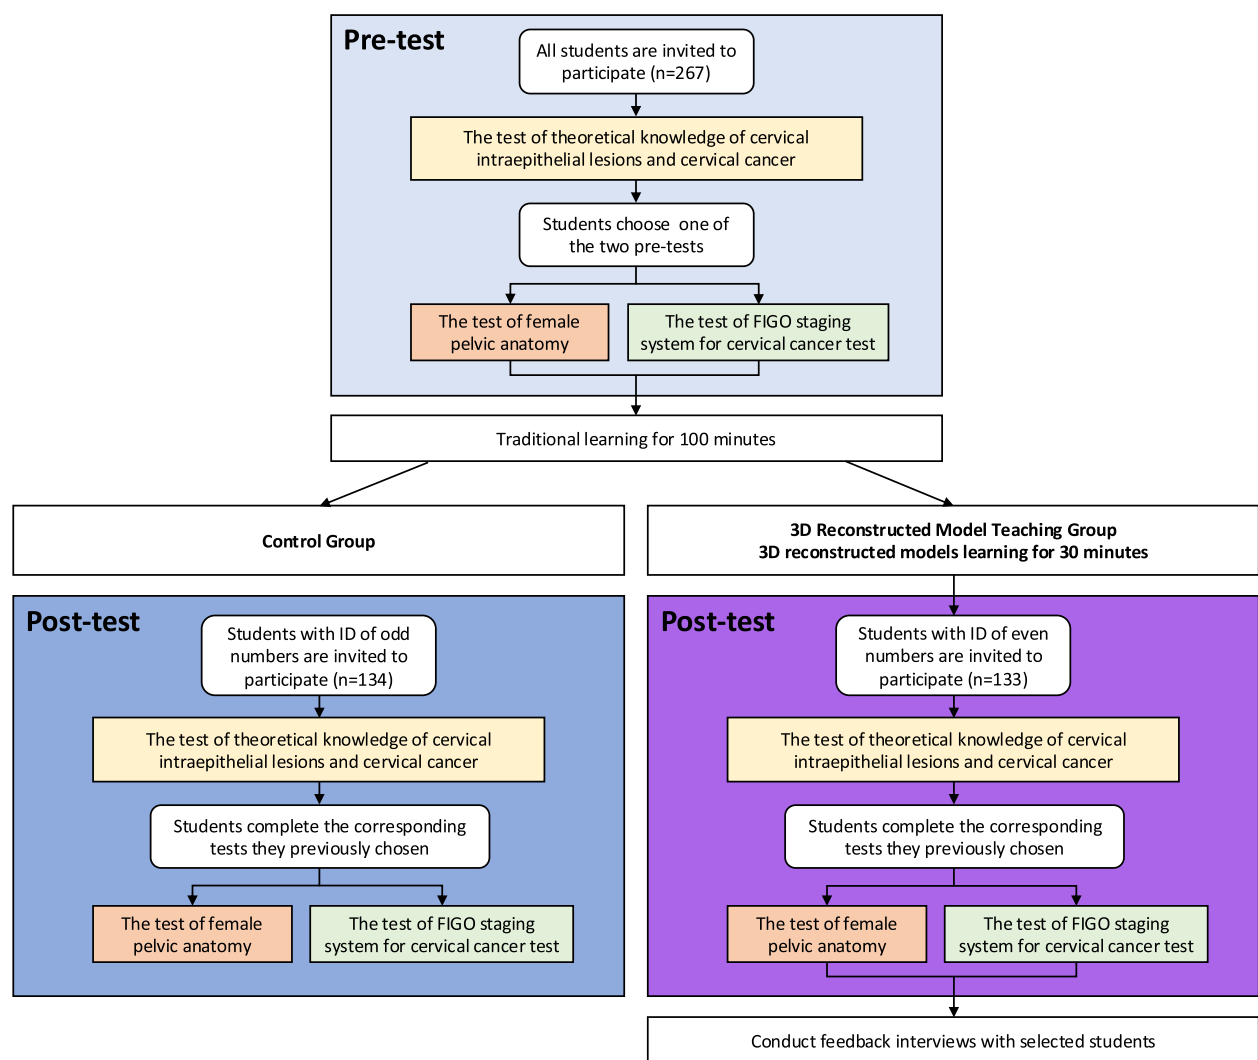 Pre-test
All students are invited to
participate (n=267)
The test of theoretical knowledge of cervical
intraepithelial lesions and cervical cancer
Students choose one of
the two pre-tests
The test of female
pelvic anatomy
The test of FIGO staging
system for cervical cancer test
Traditional learning for 100 minutes
Control Group
3D Reconstructed Model Teaching Group
3D reconstructed models learning for 30 minutes
Post-test
Students with ID of odd
numbers are invited to
participate (n=134)
The test of theoretical knowledge of cervical
intraepithelial lesions and cervical cancer
Students complete the corresponding
tests they previously chosen
The test of female
pelvic anatomy
The test of FIGO staging
system for cervical cancer test
Post-test
Students with ID of even
numbers are invited to
participate (n=133)
The test of theoretical knowledge of cervical
intraepithelial lesions and cervical cancer
Students complete the corresponding
tests they previously chosen
The test of female
pelvic anatomy
The test of FIGO staging
system for cervical cancer test
Conduct feedback interviews with selected students